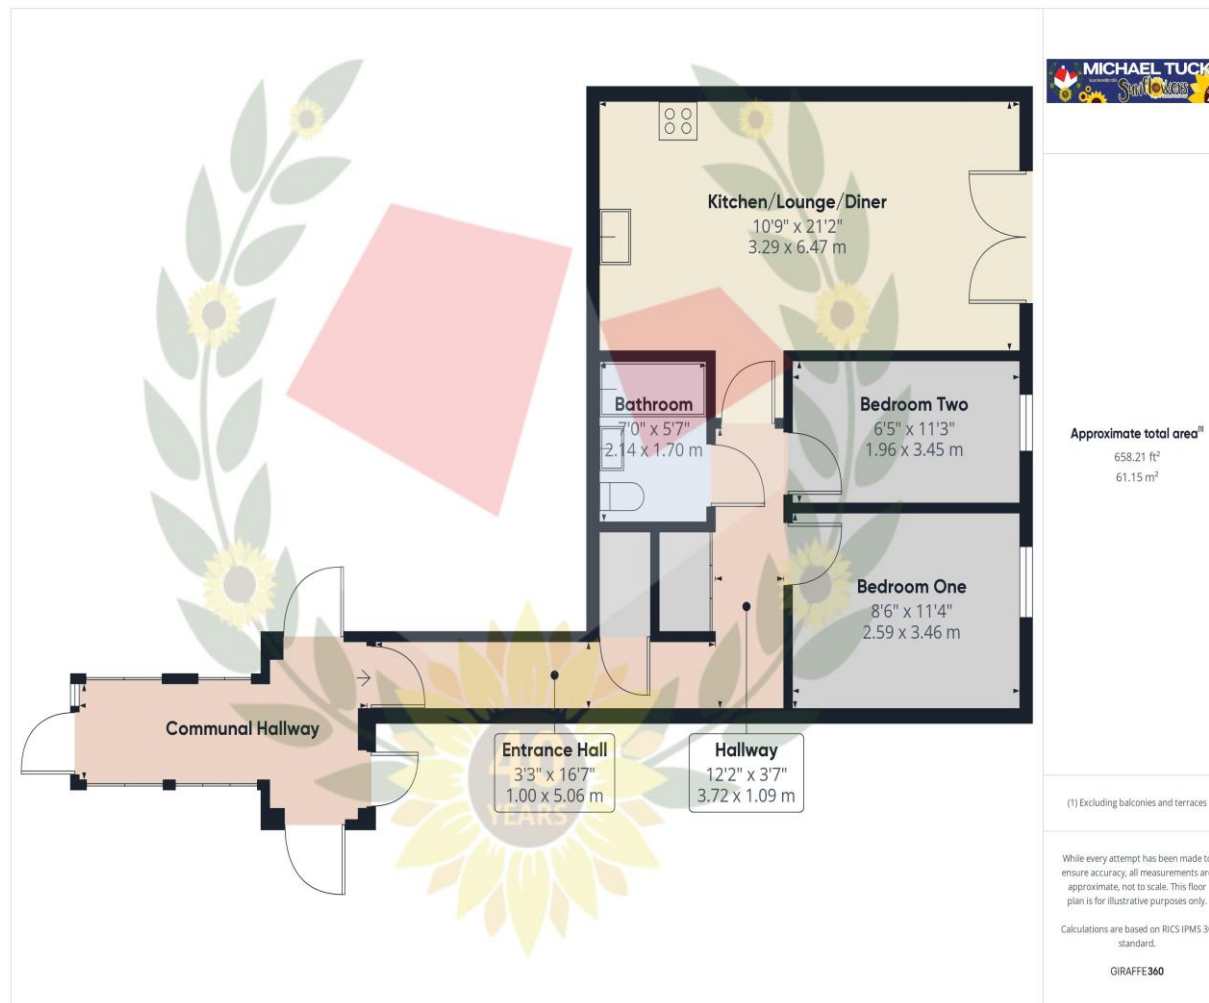 MICHAEL TUCK
Sunflowers
Kitchen/Lounge/Diner
10'9" x 21'2"
3.29 x 6.47 m
Bathroom
7'0" x 5'7"
2.14 x 1.70 m
Bedroom Two
6'5" x 11'3"
1.96 x 3.45 m
Approximate total area(1)
658.21 ft²
61.15 m²
Bedroom One
8'6" x 11'4"
2.59 x 3.46 m
Communal Hallway
Entrance Hall
3'3" x 16'7"
1.00 x 5.06 m
Hallway
12'2" x 3'7"
3.72 x 1.09 m
40
YEARS
(1) Excluding balconies and terraces
While every attempt has been made to
ensure accuracy, all measurements are
approximate, not to scale. This floor
plan is for illustrative purposes only.
Calculations are based on RICS IPMS 3
standard.
GIRAFFE360